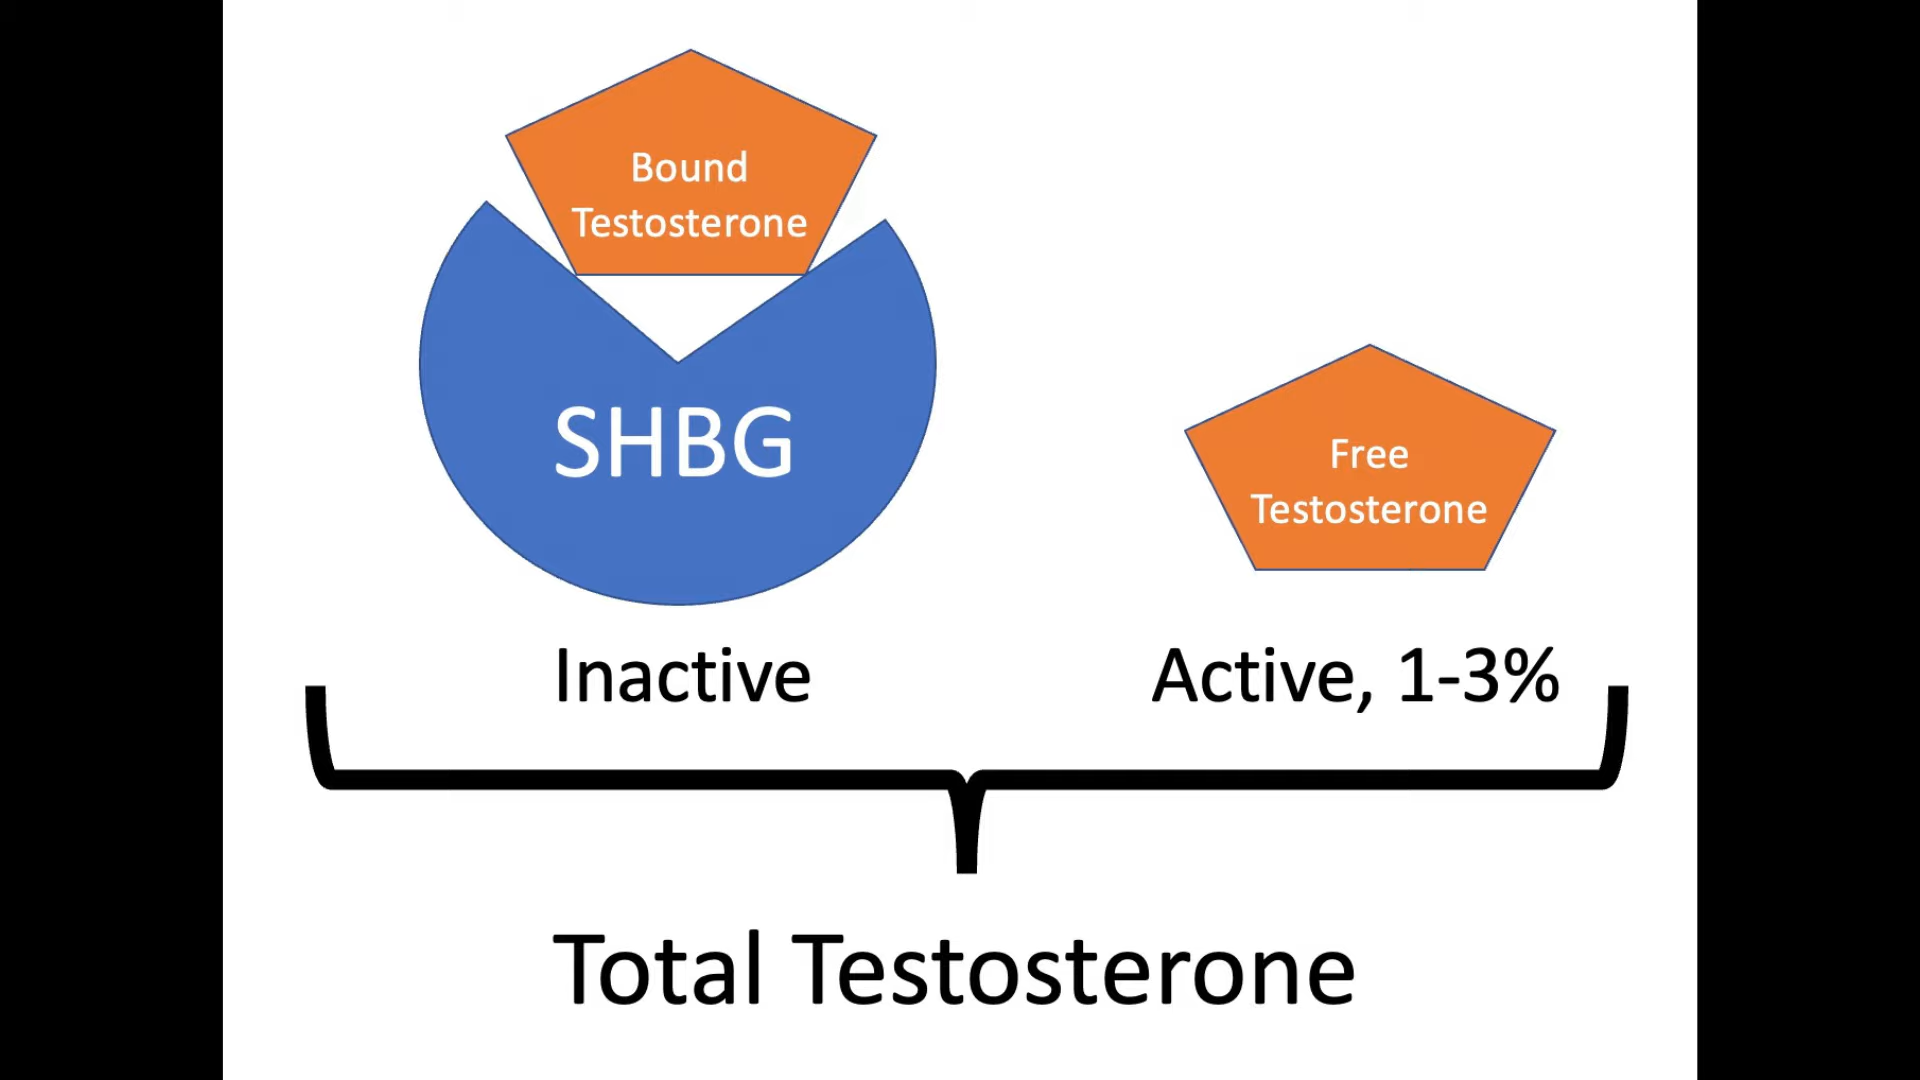 Bound
Testosterone
SHBG
Free
Testosterone
Inactive
Active, 1-3%
Total Testosterone